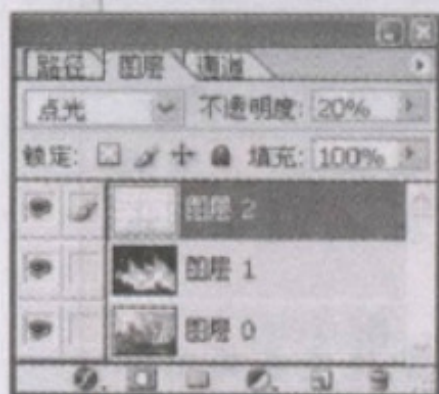 路径 图层 通道
点光 不透明度: 20%
锁定: 填充: 100%
图层 2
图层 1
图层 0